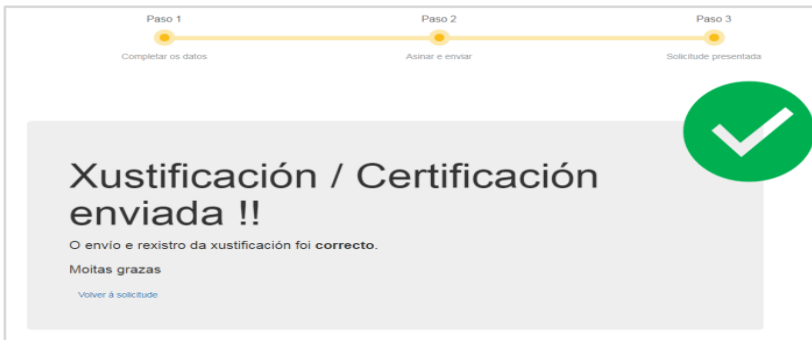 Paso 1
Paso 2
Paso 3
Completar os datos
Asinar e enviar
Solicitude presentada
Xustificación / Certificación
enviada !!
O envío e rexistro da xustificación foi correcto.
Moitas grazas
Volver á solicitude